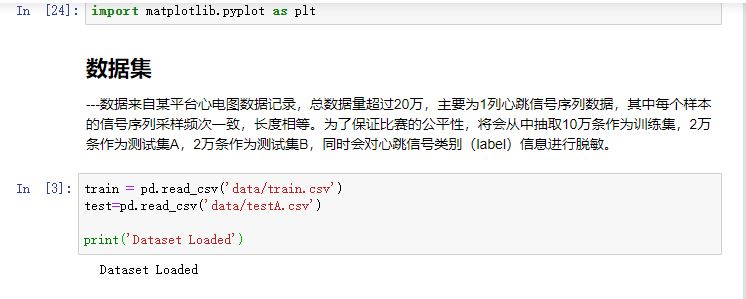 In [24]: import matplotlib.pyplot as plt
数据集
---数据来自某平台心电图数据记录，总数据量超过20万，主要为1列心跳信号序列数据，其中每个样本
的信号序列采样频次一致，长度相等。为了保证比赛的公平性，将会从中抽取10万条作为训练集，2万
条作为测试集A，2万条作为测试集B，同时会对心跳信号类别（label）信息进行脱敏。
In [3]: train = pd.read_csv('data/train.csv')
test=pd.read_csv('data/testA.csv')
print('Dataset Loaded')
Dataset Loaded